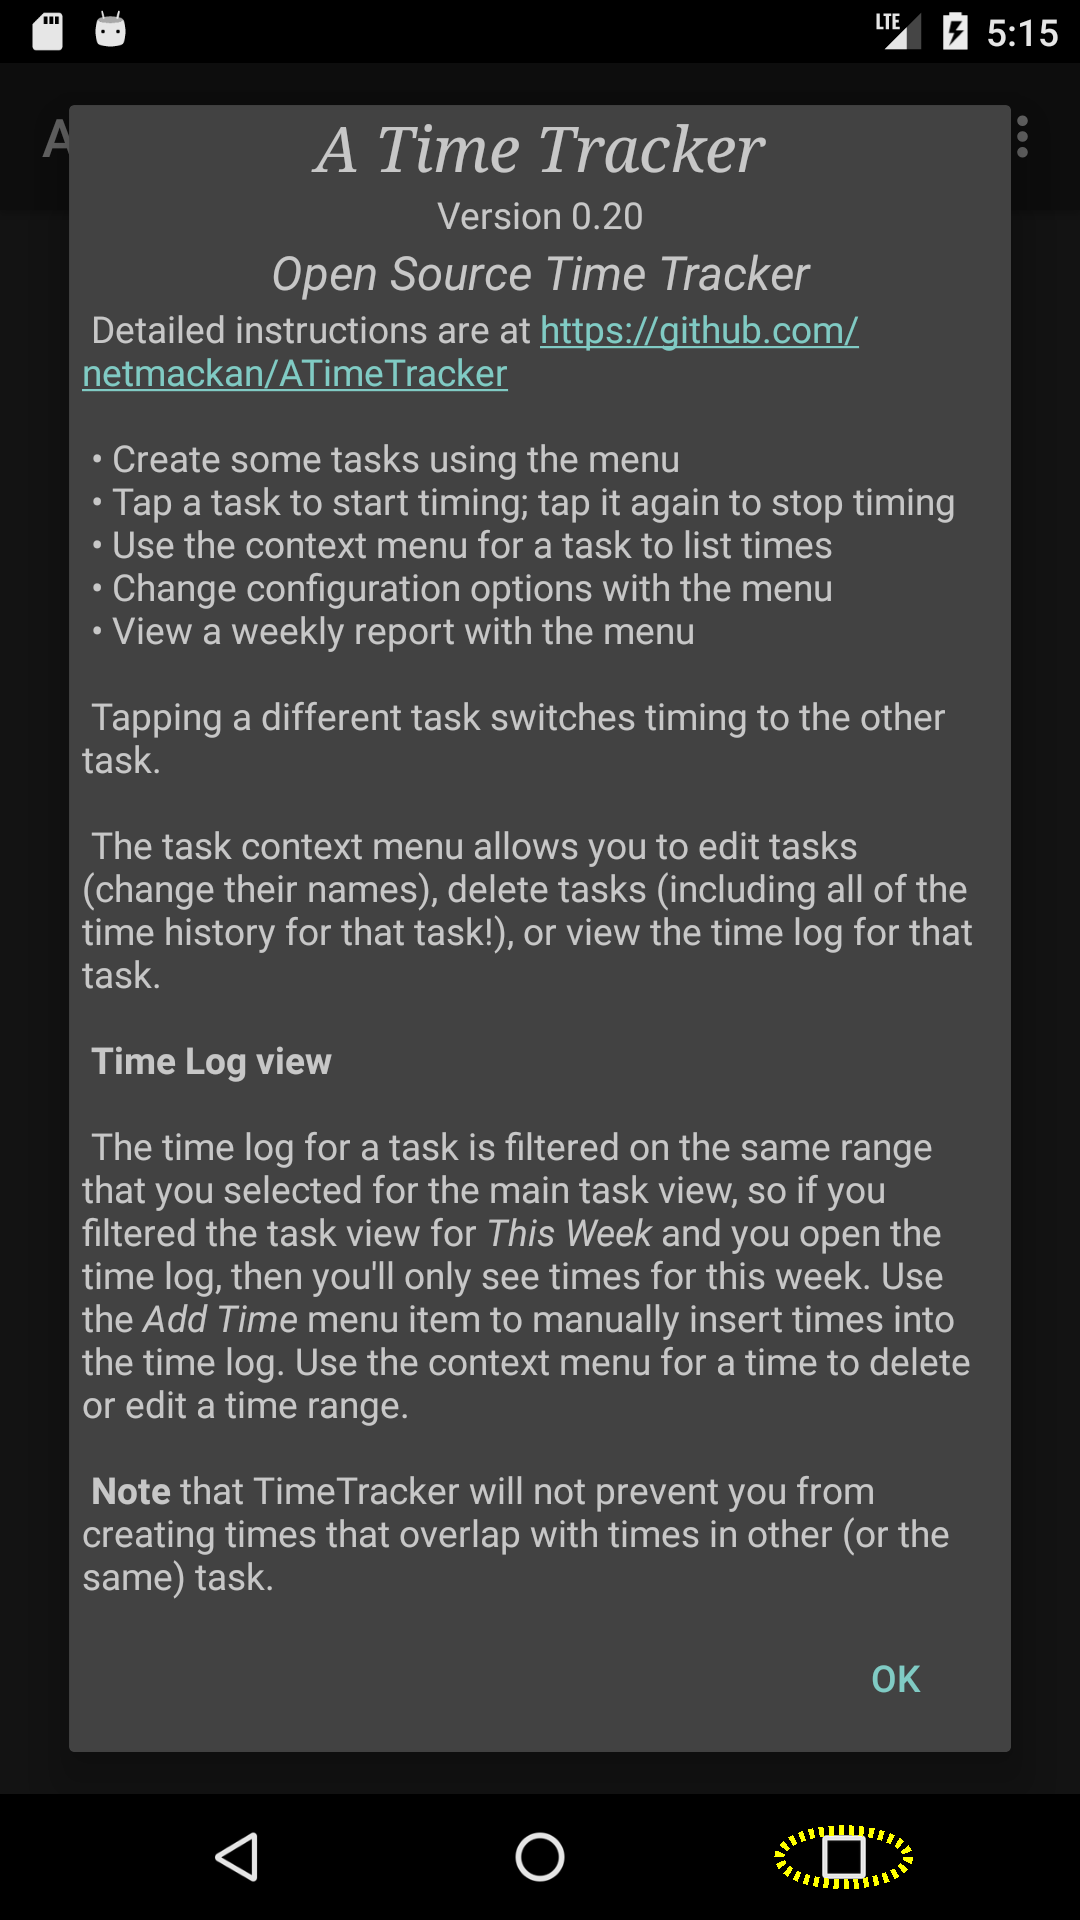 LTE 5:15
A
A Time Tracker
Version 0.20
Open Source Time Tracker
Detailed instructions are at https://github.com/
netmackan/ATimeTracker
• Create some tasks using the menu
• Tap a task to start timing; tap it again to stop timing
• Use the context menu for a task to list times
• Change configuration options with the menu
• View a weekly report with the menu
Tapping a different task switches timing to the other
task.
The task context menu allows you to edit tasks
(change their names), delete tasks (including all of the
time history for that task!), or view the time log for that
task.
Time Log view
The time log for a task is filtered on the same range
that you selected for the main task view, so if you
filtered the task view for This Week and you open the
time log, then you'll only see times for this week. Use
the Add Time menu item to manually insert times into
the time log. Use the context menu for a time to delete
or edit a time range.
Note that TimeTracker will not prevent you from
creating times that overlap with times in other (or the
same) task.
OK